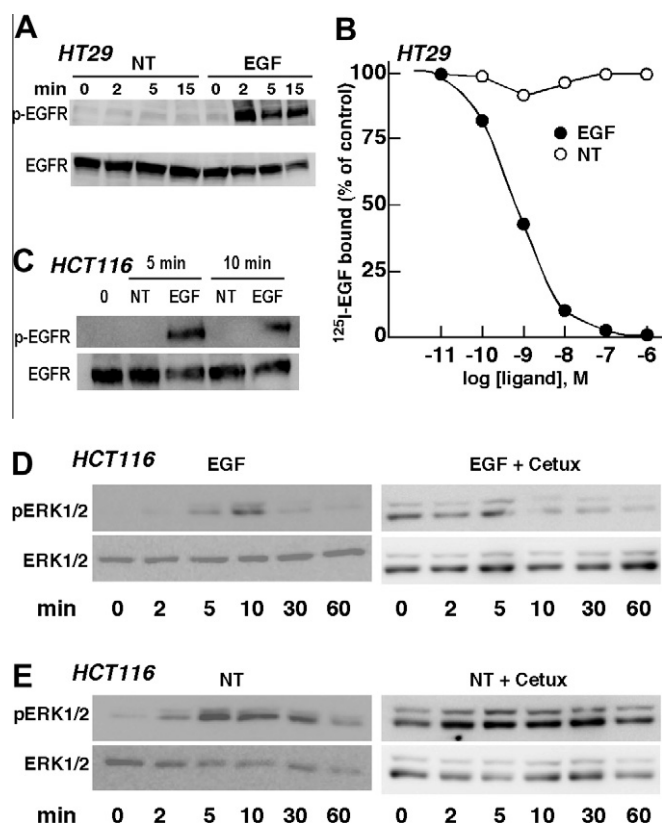 A
HT29
NT EGF
min 0 2 5 15 0 2 5 15
p-EGFR
EGFR
B
HT29
100
75
50
25
0
¹²⁵I-EGF bound (% of control)
EGF
NT
-11 -10 -9 -8 -7 -6
log [ligand], M
C
HCT116
5 min 10 min
0 NT EGF NT EGF
p-EGFR
EGFR
D
HCT116
EGF EGF + Cetux
pERK1/2
ERK1/2
min 0 2 5 10 30 60 0 2 5 10 30 60
E
HCT116
NT NT + Cetux
pERK1/2
ERK1/2
min 0 2 5 10 30 60 0 2 5 10 30 60